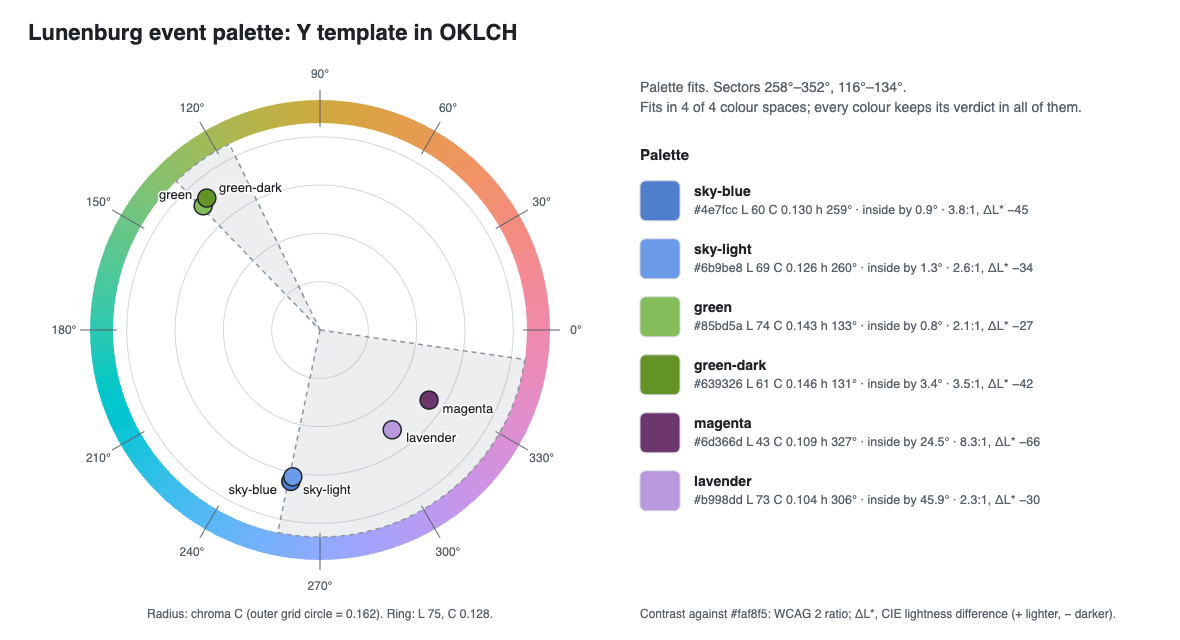 Lunenburg event palette: Y template in OKLCH
90°
120°
60°
150°
30°
180°
0°
210°
330°
240°
300°
270°
green
green-dark
magenta
lavender
sky-blue
sky-light
Radius: chroma C (outer grid circle = 0.162). Ring: L 75, C 0.128.
Palette fits. Sectors 258°–352°, 116°–134°.
Fits in 4 of 4 colour spaces; every colour keeps its verdict in all of them.
Palette
sky-blue
#4e7fcc L 60 C 0.130 h 259° · inside by 0.9° · 3.8:1, ΔL* −45
sky-light
#6b9be8 L 69 C 0.126 h 260° · inside by 1.3° · 2.6:1, ΔL* −34
green
#85bd5a L 74 C 0.143 h 133° · inside by 0.8° · 2.1:1, ΔL* −27
green-dark
#639326 L 61 C 0.146 h 131° · inside by 3.4° · 3.5:1, ΔL* −42
magenta
#6d366d L 43 C 0.109 h 327° · inside by 24.5° · 8.3:1, ΔL* −66
lavender
#b998dd L 73 C 0.104 h 306° · inside by 45.9° · 2.3:1, ΔL* −30
Contrast against #faf8f5: WCAG 2 ratio; ΔL*, CIE lightness difference (+ lighter, − darker).